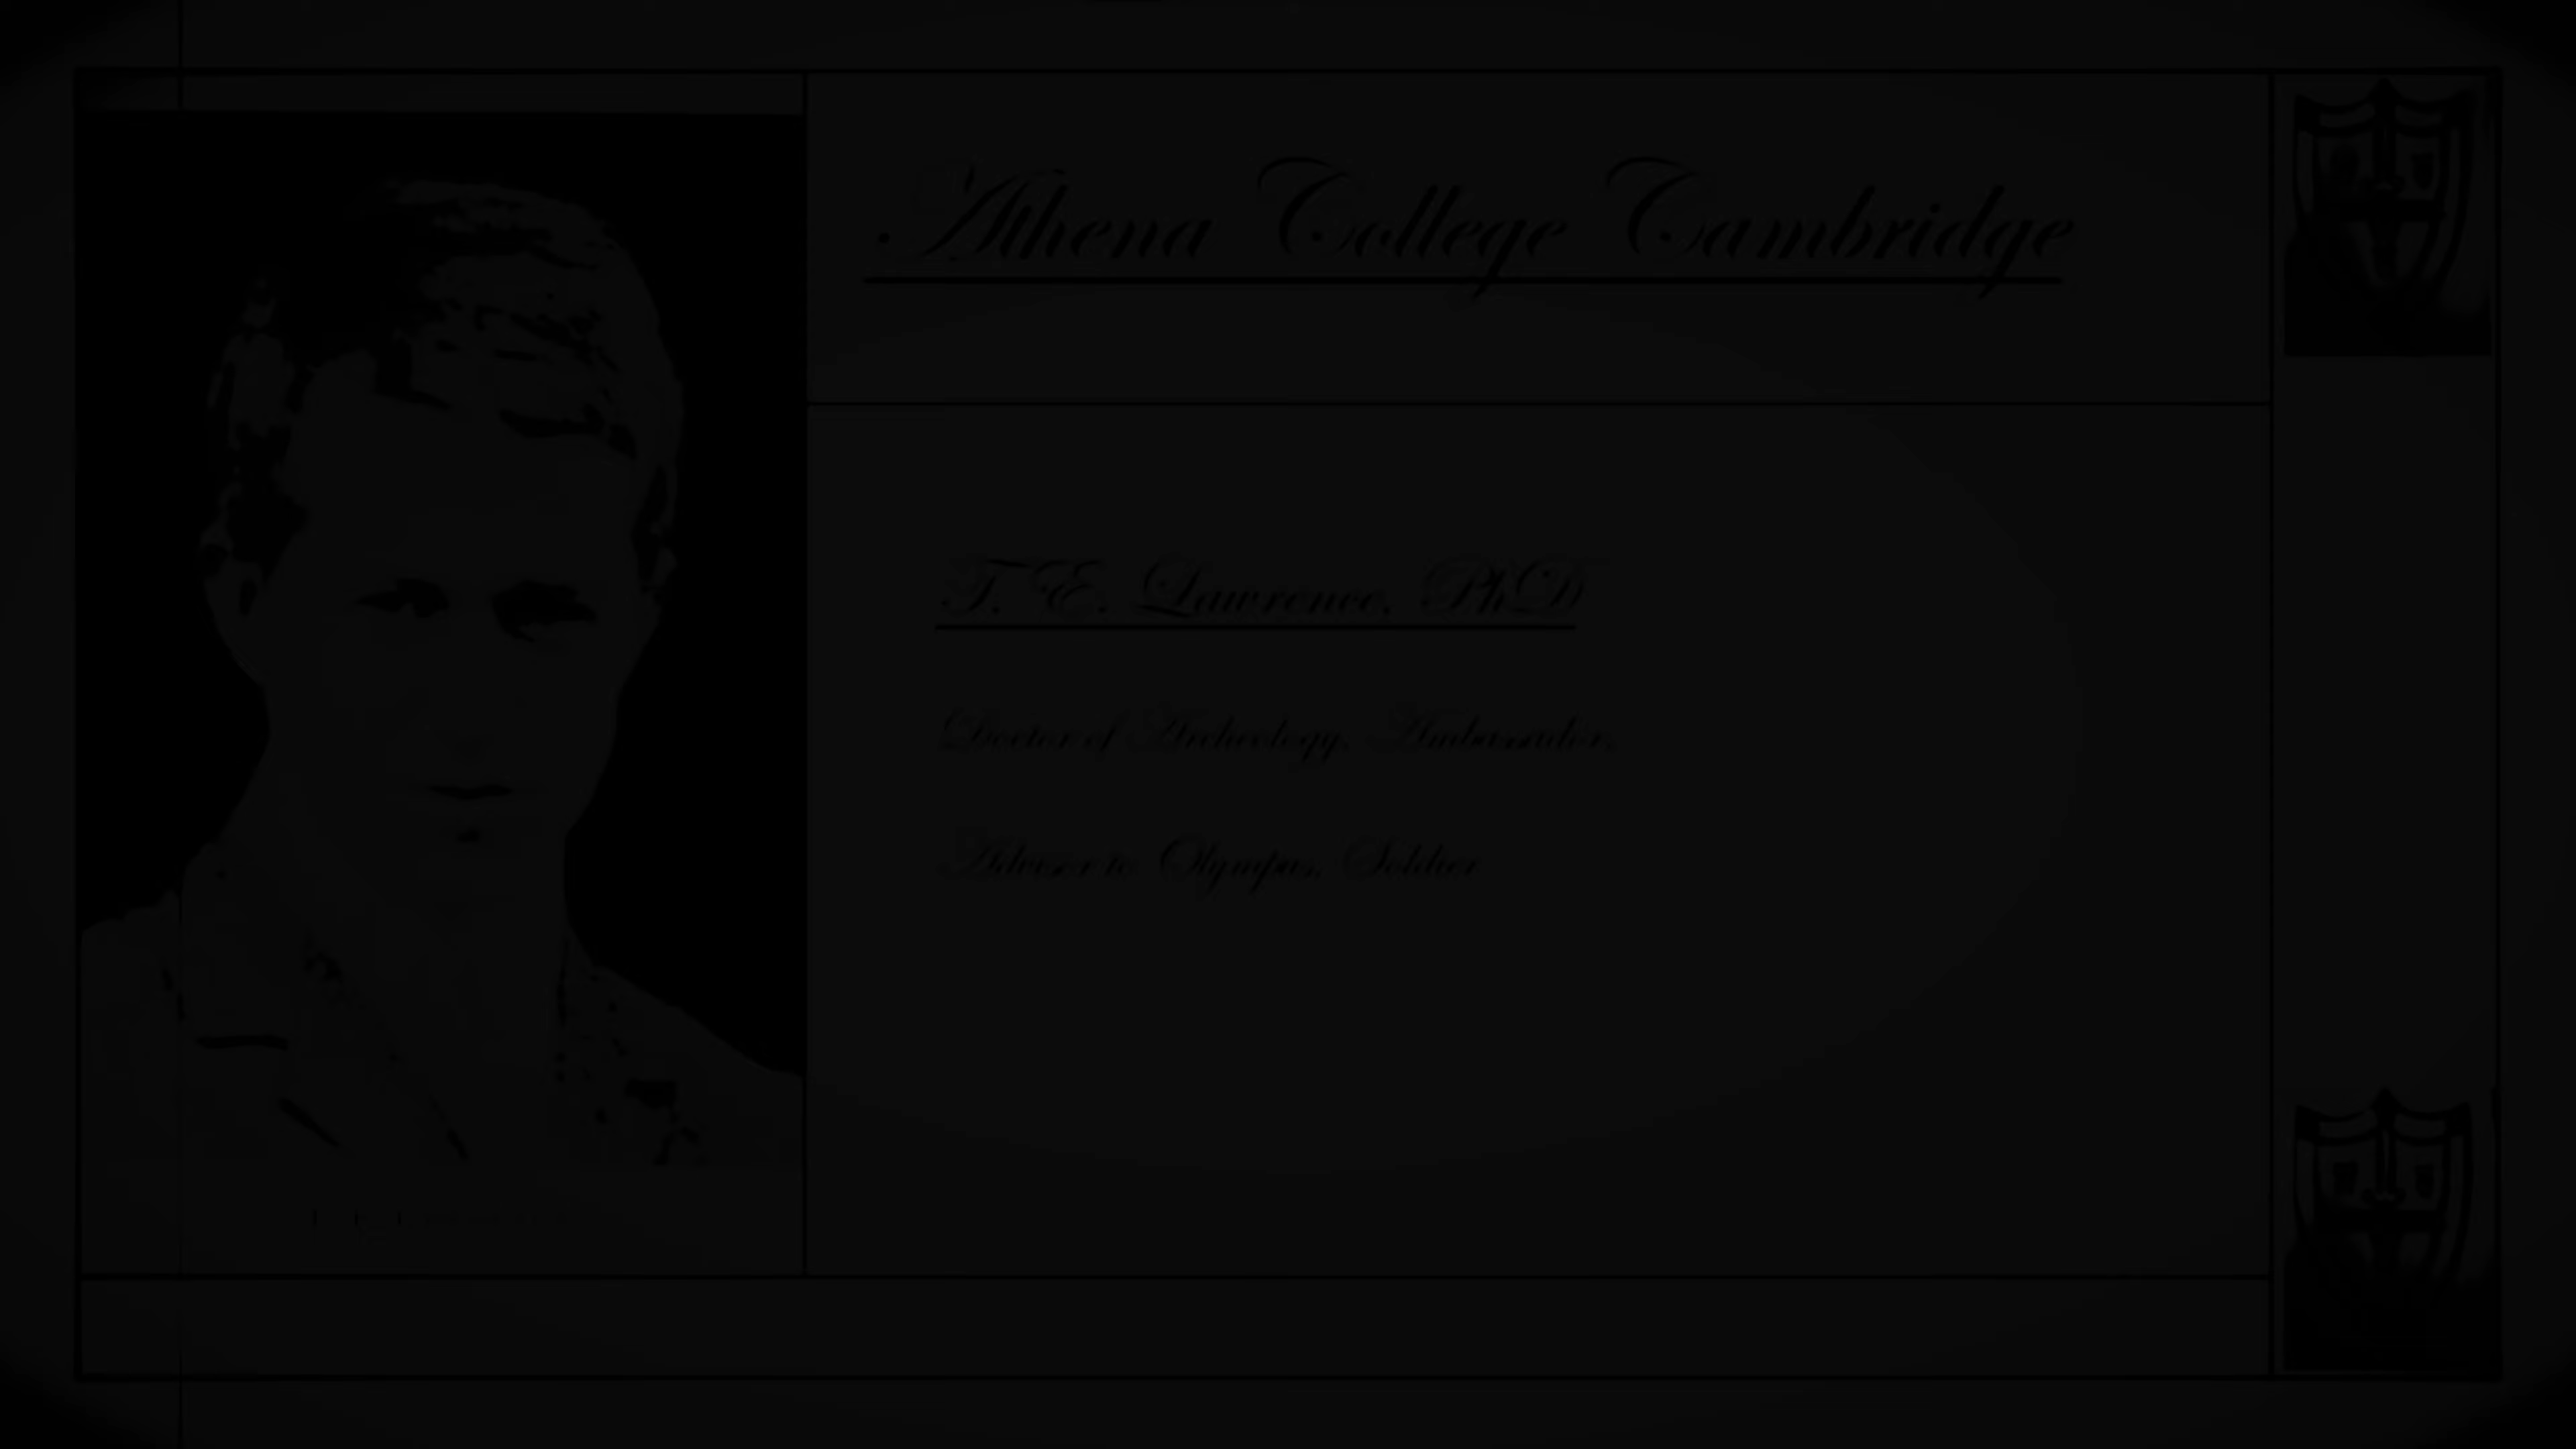 Athena College Cambridge
T. E. Lawrence, PhD
Doctor of Archeology, Ambassador,
Advisor to Olympus, Soldier